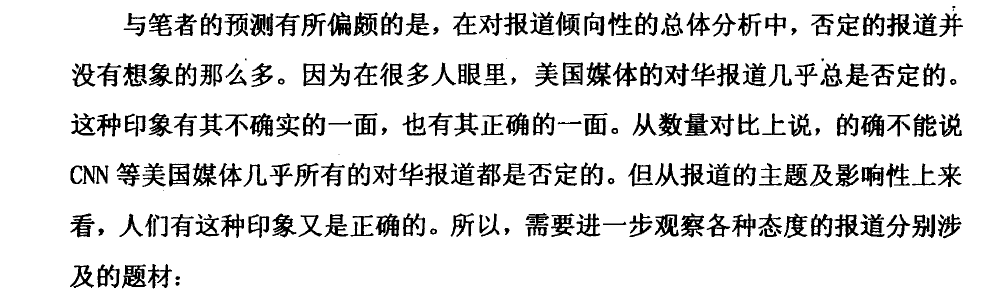 与笔者的预测有所偏颇的是，在对报道倾向性的总体分析中，否定的报道并
没有想象的那么多。因为在很多人眼里，美国媒体的对华报道几乎总是否定的。
这种印象有其不确实的一面，也有其正确的一面。从数量对比上说，的确不能说
CNN 等美国媒体几乎所有的对华报道都是否定的。但从报道的主题及影响性上来
看，人们有这种印象又是正确的。所以，需要进一步观察各种态度的报道分别涉
及的题材：